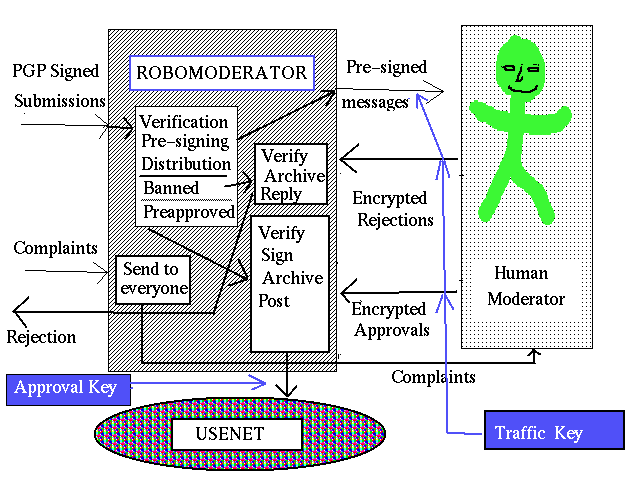 PGP Signed
Submissions
ROBOMODERATOR
Pre-signed
messages
Verification
Pre-signing
Distribution
Banned
Preapproved
Verify
Archive
Reply
Encrypted
Rejections
Complaints
Send to
everyone
Verify
Sign
Archive
Post
Human
Moderator
Encrypted
Approvals
Rejection
Complaints
Approval Key
USENET
Traffic Key